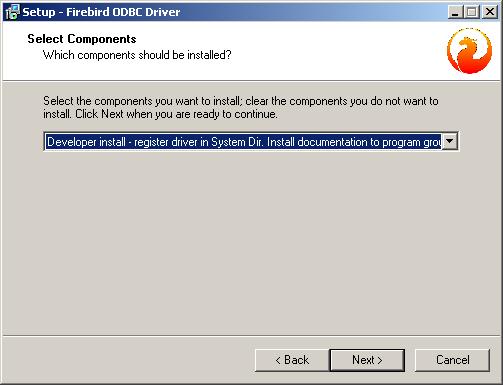 Setup - Firebird ODBC Driver
Select Components
Which components should be installed?
Select the components you want to install; clear the components you do not want to
install. Click Next when you are ready to continue.
Developer install - register driver in System Dir. Install documentation to program grou
< Back
Next >
Cancel